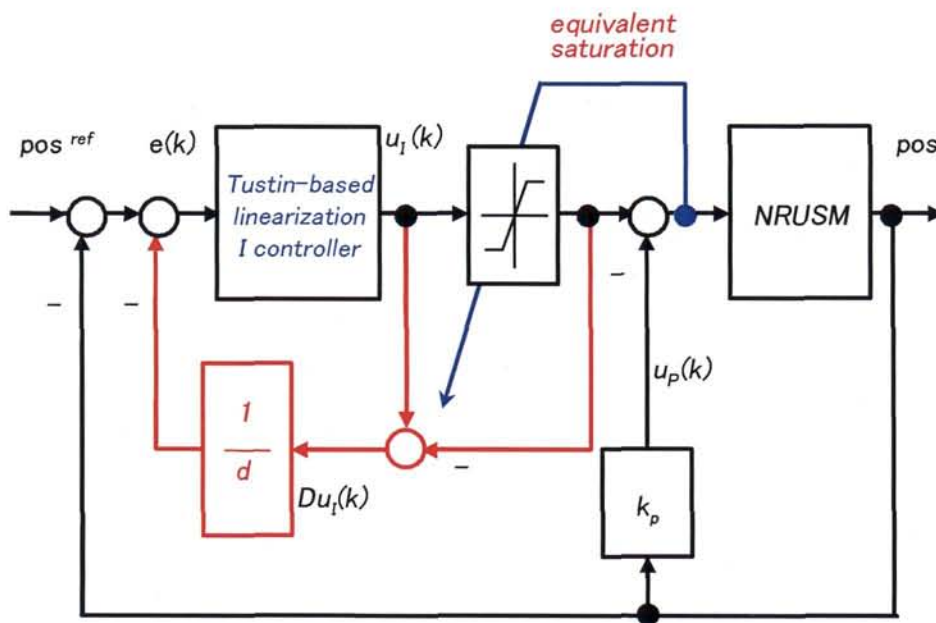 equivalent
saturation
pos ref
e(k)
u_I(k)
pos
Tustin-based
linearization
I controller
NRUSM
-
-
-
u_P(k)
1
d
-
Du_I(k)
k_p